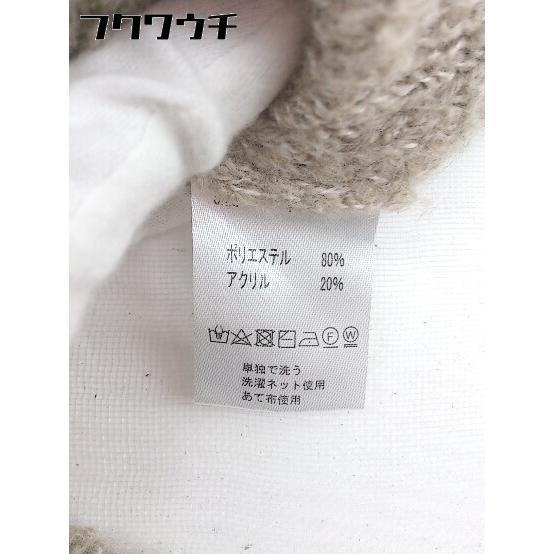 フクワウチ
ポリエステル 80%
アクリル 20%
F W
単独で洗う
洗濯ネット使用
あて布使用